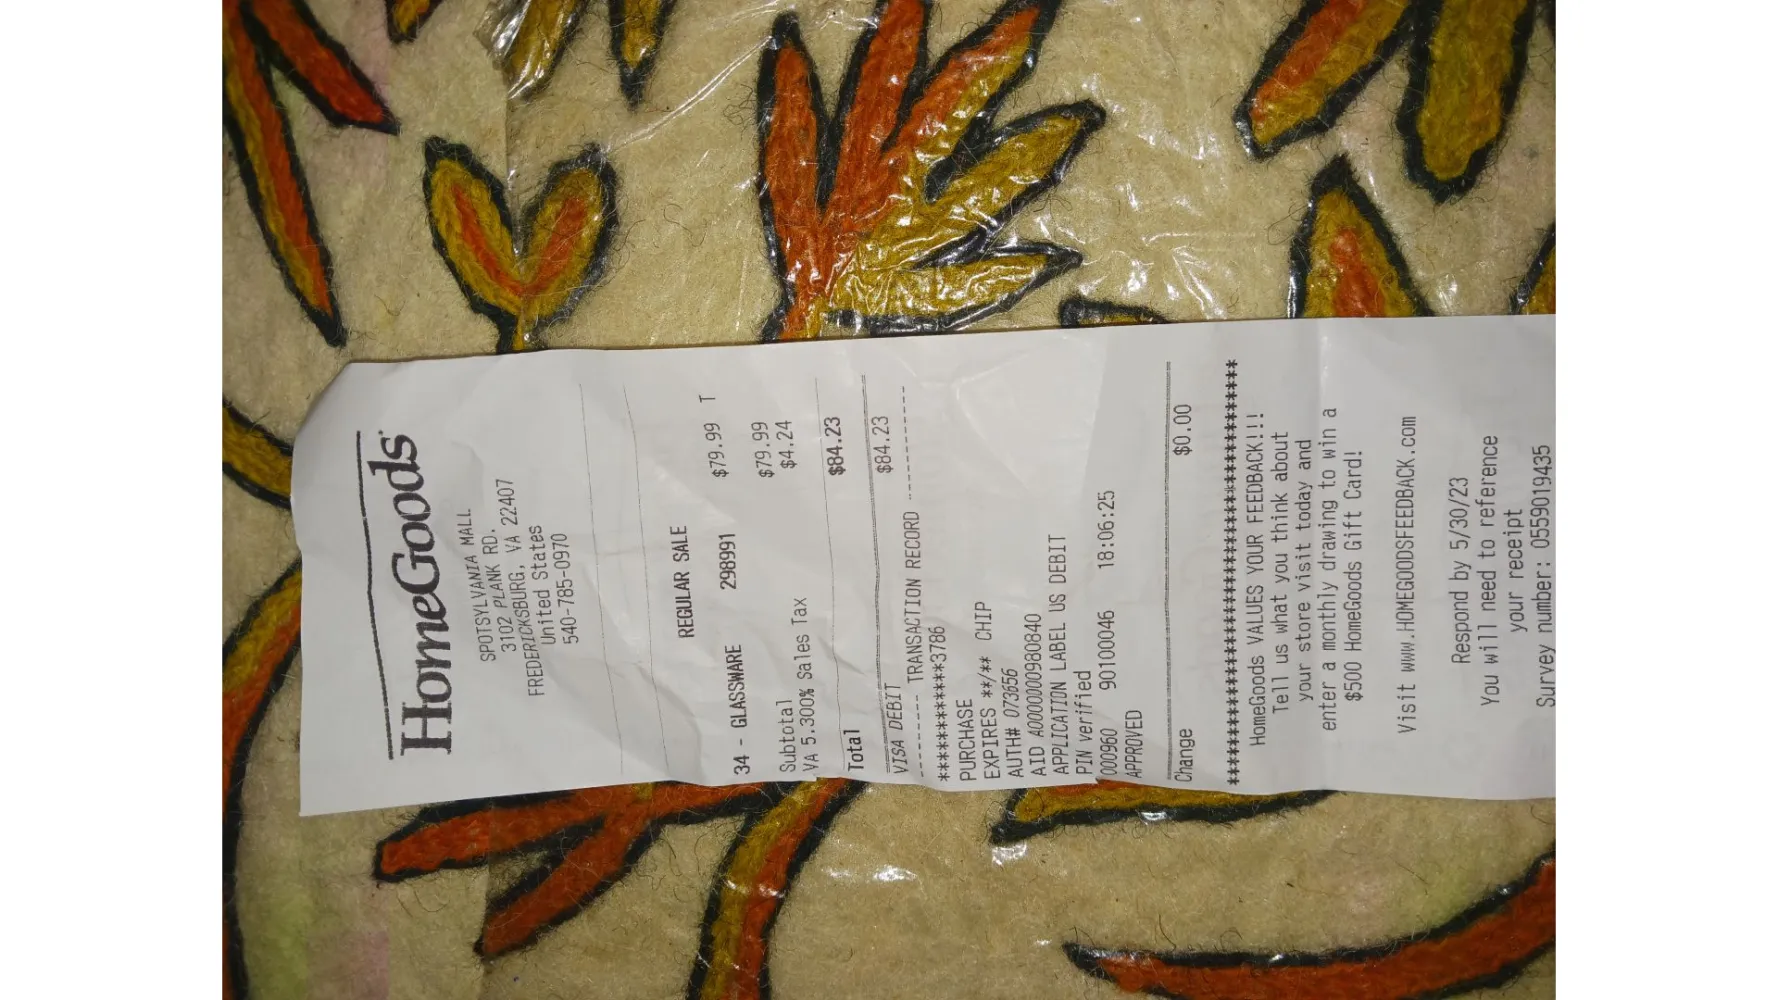 HomeGoods
SPOTSYLVANIA MALL
3102 PLANK RD.
FREDERICKSBURG, VA 22407
United States
540-785-0970
REGULAR SALE
34 - GLASSWARE 298991 $79.99 T
Subtotal $79.99
VA 5.300% Sales Tax $4.24
Total $84.23
VISA DEBIT $84.23
--------- TRANSACTION RECORD ------------
************3786
PURCHASE
EXPIRES **/** CHIP
AUTH# 073656
AID A0000000980840
APPLICATION LABEL US DEBIT
PIN verified
000960 90100046 18:06:25
APPROVED
Change $0.00
******************************************
HomeGoods VALUES YOUR FEEDBACK!!!
Tell us what you think about
your store visit today and
enter a monthly drawing to win a
$500 HomeGoods Gift Card!
Visit www.HOMEGOODSFEEDBACK.com
Respond by 5/30/23
You will need to reference
your receipt
Survey number: 0559019435